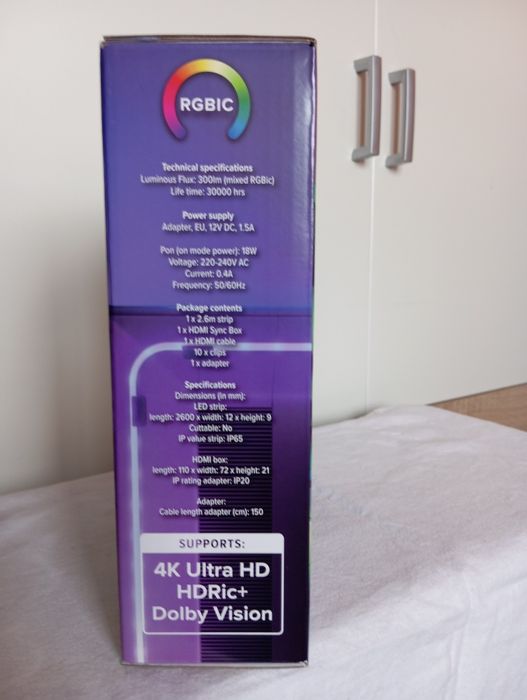 RGBIC
Technical specifications
Luminous Flux: 300lm (mixed RGBic)
Life time: 30000 hrs
Power supply
Adapter, EU, 12V DC, 1.5A
Pon (on mode power): 18W
Voltage: 220-240V AC
Current: 0.4A
Frequency: 50/60Hz
Package contents
1 x 2.6m strip
1 x HDMI Sync Box
1 x HDMI cable
10 x clips
1 x adapter
Specifications
Dimensions (in mm):
LED strip:
length: 2600 x width: 12 x height: 9
Cuttable: No
IP value strip: IP65
HDMI box:
length: 110 x width: 72 x height: 21
IP rating adapter: IP20
Adapter:
Cable length adapter (cm): 150
SUPPORTS:
4K Ultra HD
HDRic+
Dolby Vision